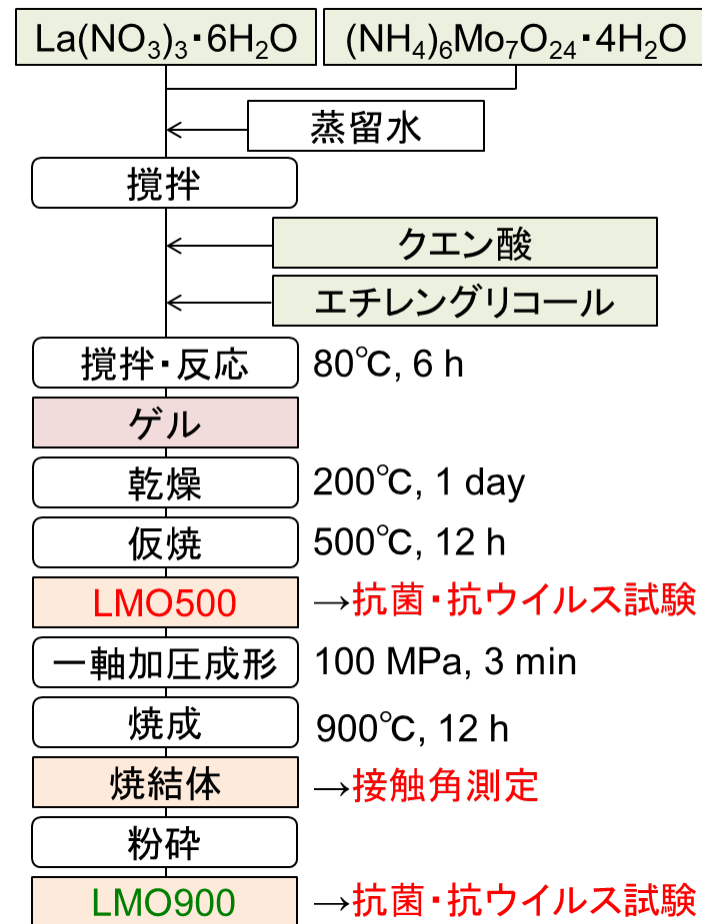 La(NO₃)₃・6H₂O
(NH₄)₆Mo₇O₂₄・4H₂O
蒸留水
撹拌
クエン酸
エチレングリコール
撹拌・反応 80℃, 6 h
ゲル
乾燥 200℃, 1 day
仮焼 500℃, 12 h
LMO500 →抗菌・抗ウイルス試験
一軸加圧成形 100 MPa, 3 min
焼成 900℃, 12 h
焼結体 →接触角測定
粉砕
LMO900 →抗菌・抗ウイルス試験